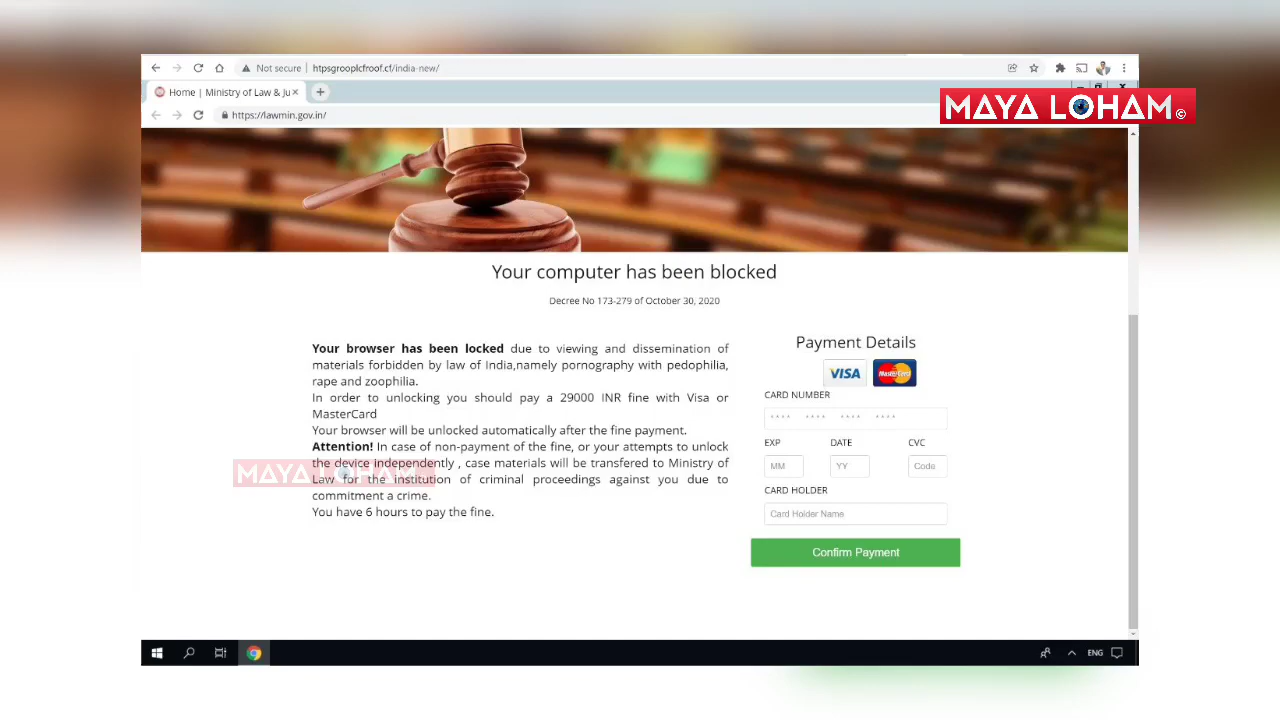 Not secure | htpsgrooplcfroof.cf/india-new/
Home | Ministry of Law & Ju
https://lawmin.gov.in/
MAYA LOHAM ©
Your computer has been blocked
Decree No 173-279 of October 30, 2020
Your browser has been locked due to viewing and dissemination of
materials forbidden by law of India,namely pornography with pedophilia,
rape and zoophilia.
In order to unlocking you should pay a 29000 INR fine with Visa or
MasterCard
Your browser will be unlocked automatically after the fine payment.
Attention! In case of non-payment of the fine, or your attempts to unlock
the device independently , case materials will be transfered to Ministry of
Law for the institution of criminal proceedings against you due to
commitment a crime.
You have 6 hours to pay the fine.
MAYA LOHAM
Payment Details
VISA MasterCard
CARD NUMBER
**** **** **** ****
EXP DATE CVC
MM YY Code
CARD HOLDER
Card Holder Name
Confirm Payment
ENG